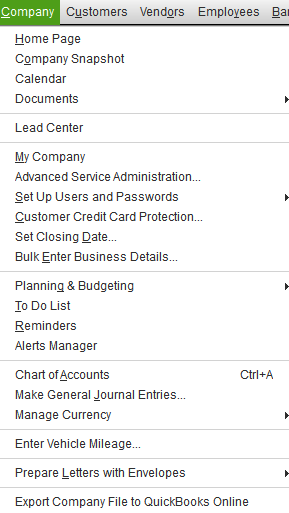 Company Customers Vendors Employees Ba
Home Page
Company Snapshot
Calendar
Documents
Lead Center
My Company
Advanced Service Administration...
Set Up Users and Passwords
Customer Credit Card Protection...
Set Closing Date...
Bulk Enter Business Details...
Planning & Budgeting
To Do List
Reminders
Alerts Manager
Chart of Accounts Ctrl+A
Make General Journal Entries...
Manage Currency
Enter Vehicle Mileage...
Prepare Letters with Envelopes
Export Company File to QuickBooks Online